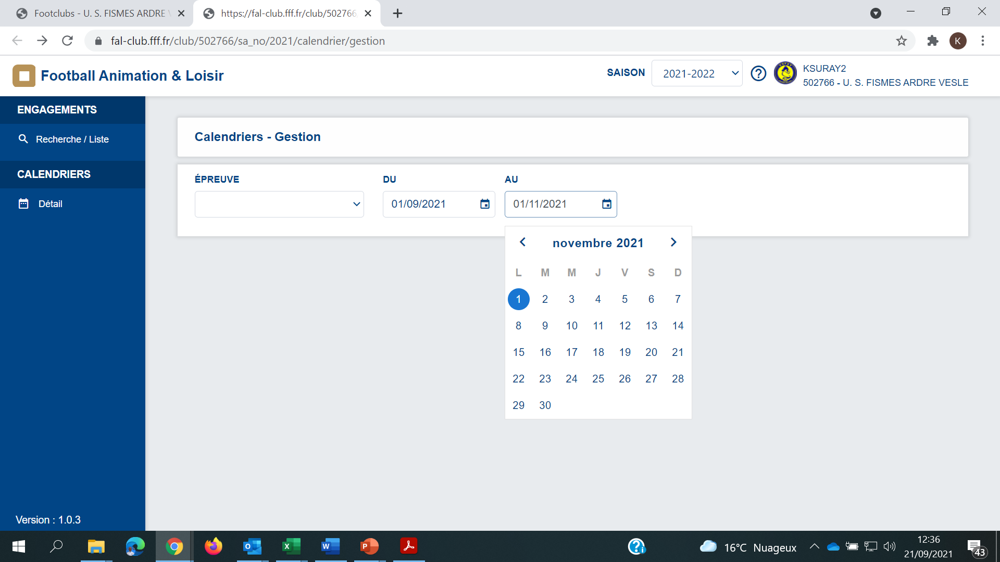 Footclubs - U. S. FISMES ARDRE
https://fal-club.fff.fr/club/502766
fal-club.fff.fr/club/502766/sa_no/2021/calendrier/gestion
K
Football Animation & Loisir
SAISON
2021-2022
KSURAY2
502766 - U. S. FISMES ARDRE VESLE
ENGAGEMENTS
Recherche / Liste
CALENDRIERS
Détail
Version : 1.0.3
Calendriers - Gestion
ÉPREUVE
DU
AU
01/09/2021
01/11/2021
novembre 2021
L M M J V S D
1 2 3 4 5 6 7
8 9 10 11 12 13 14
15 16 17 18 19 20 21
22 23 24 25 26 27 28
29 30
16°C Nuageux
12:36
21/09/2021
43